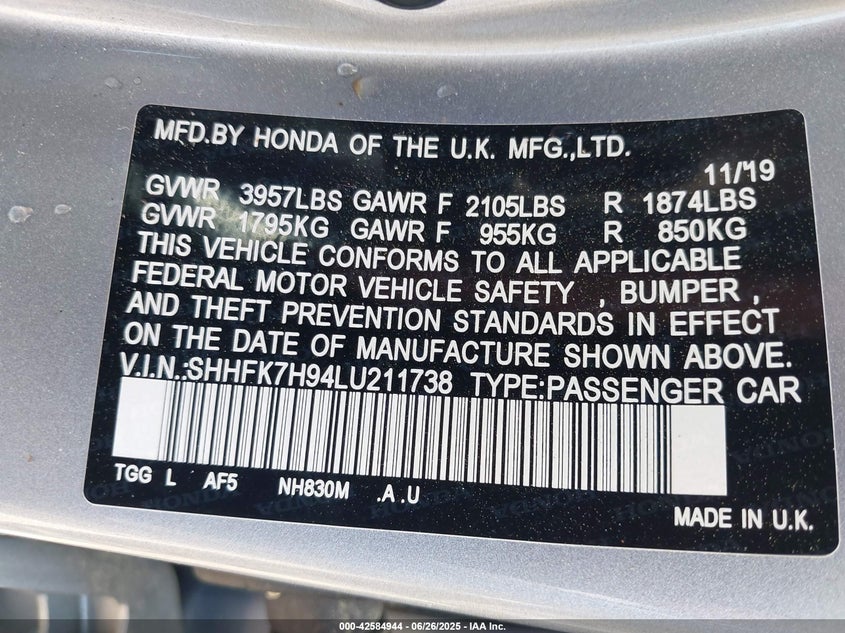 MFD.BY HONDA OF THE U.K. MFG.,LTD.
11/'19
GVWR 3957LBS GAWR F 2105LBS R 1874LBS
GVWR 1795KG GAWR F 955KG R 850KG
THIS VEHICLE CONFORMS TO ALL APPLICABLE
FEDERAL MOTOR VEHICLE SAFETY , BUMPER ,
AND THEFT PREVENTION STANDARDS IN EFFECT
ON THE DATE OF MANUFACTURE SHOWN ABOVE.
V.I.N.:SHHFK7H94LU211738 TYPE:PASSENGER CAR
TGG L AF5 NH830M .A .U
MADE IN U.K.
000-42584944 - 06/26/2025 - IAA Inc.